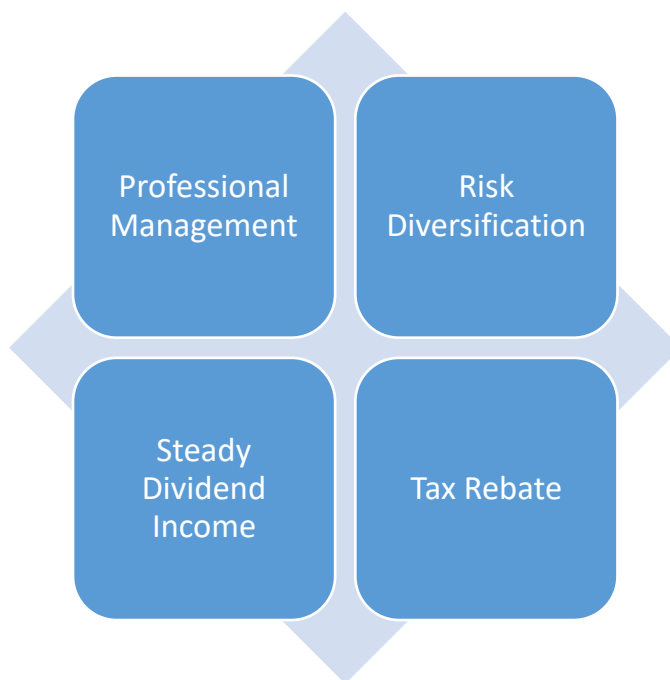 Professional
Management
Risk
Diversification
Steady
Dividend
Income
Tax Rebate